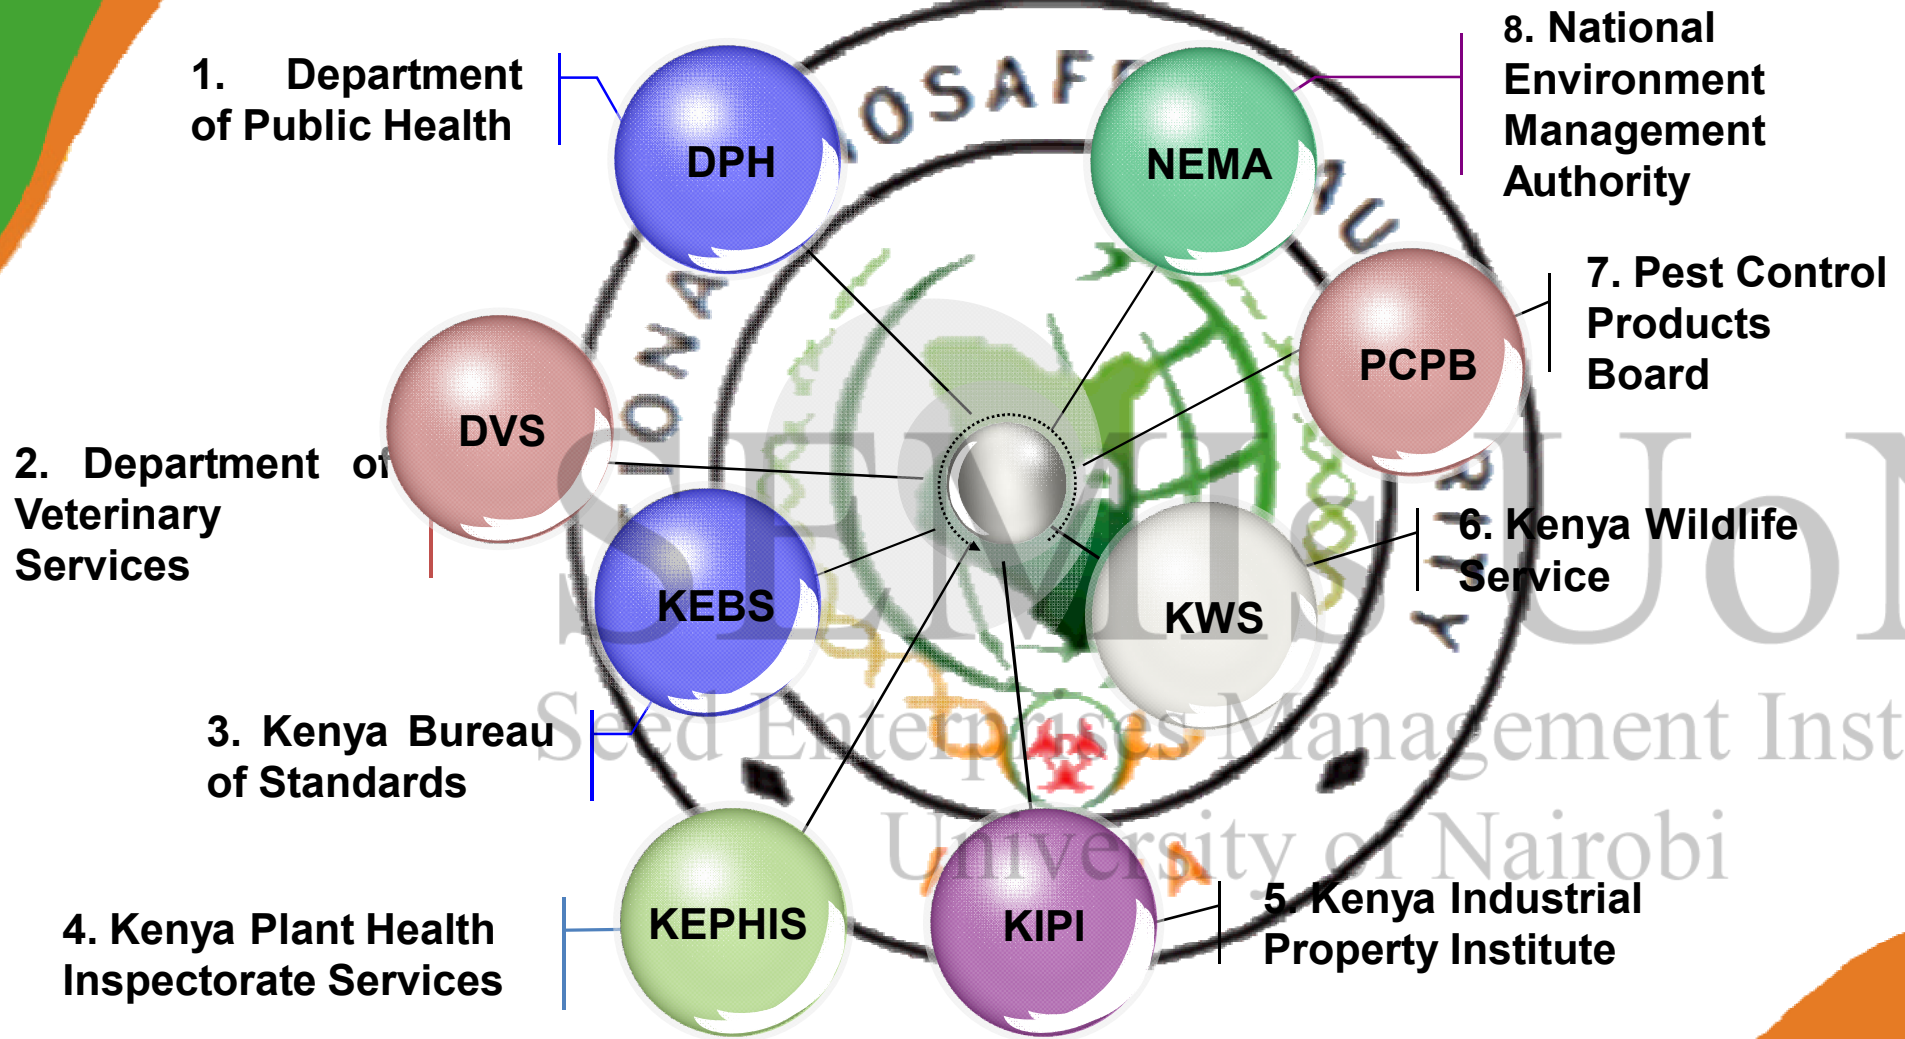 1. Department
of Public Health
DPH
NEMA
8. National
Environment
Management
Authority
PCPB
7. Pest Control
Products
Board
DVS
2. Department of
Veterinary
Services
KEBS
KWS
6. Kenya Wildlife
Service
3. Kenya Bureau
of Standards
KEPHIS
4. Kenya Plant Health
Inspectorate Services
KIPI
5. Kenya Industrial
Property Institute
SEMIs UoN
Seed Enterprises Management Inst
University of Nairobi